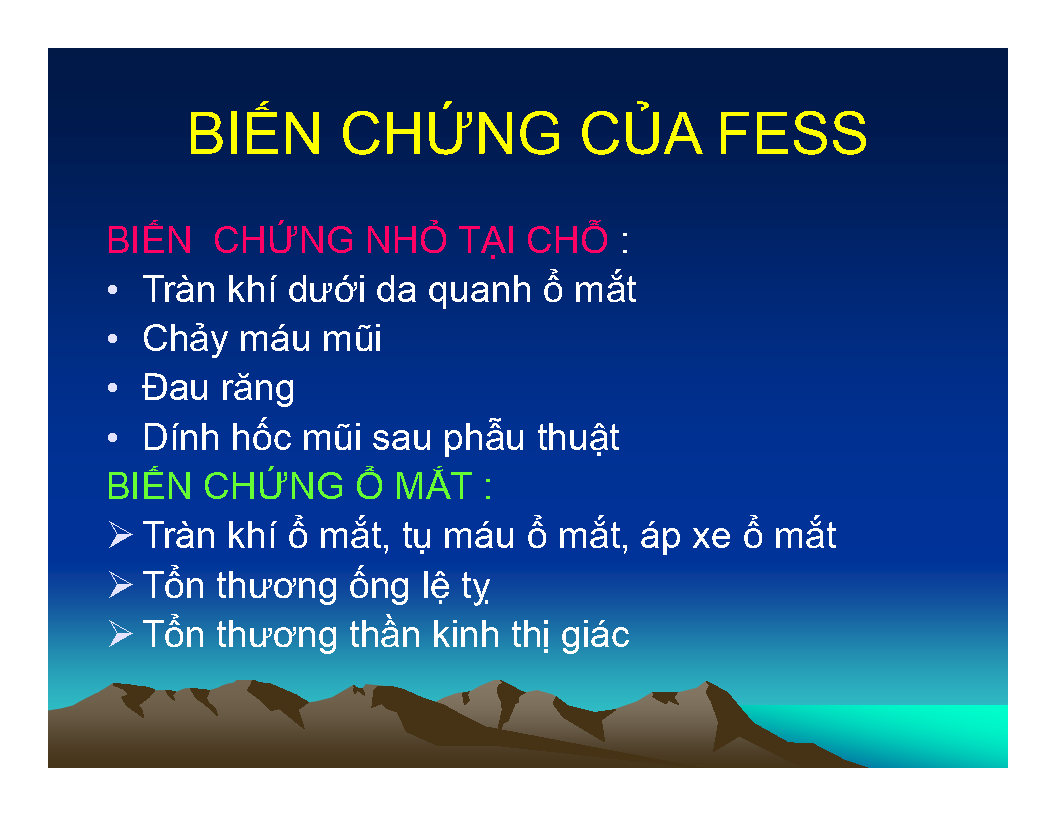 BIẾN CHỨNG CỦA FESS
BIẾN CHỨNG NHỎ TẠI CHỖ :
• Tràn khí dưới da quanh ổ mắt
• Chảy máu mũi
• Đau răng
• Dính hốc mũi sau phẫu thuật
BIẾN CHỨNG Ổ MẮT :
➢ Tràn khí ổ mắt, tụ máu ổ mắt, áp xe ổ mắt
➢ Tổn thương ống lệ tỵ
➢ Tổn thương thần kinh thị giác